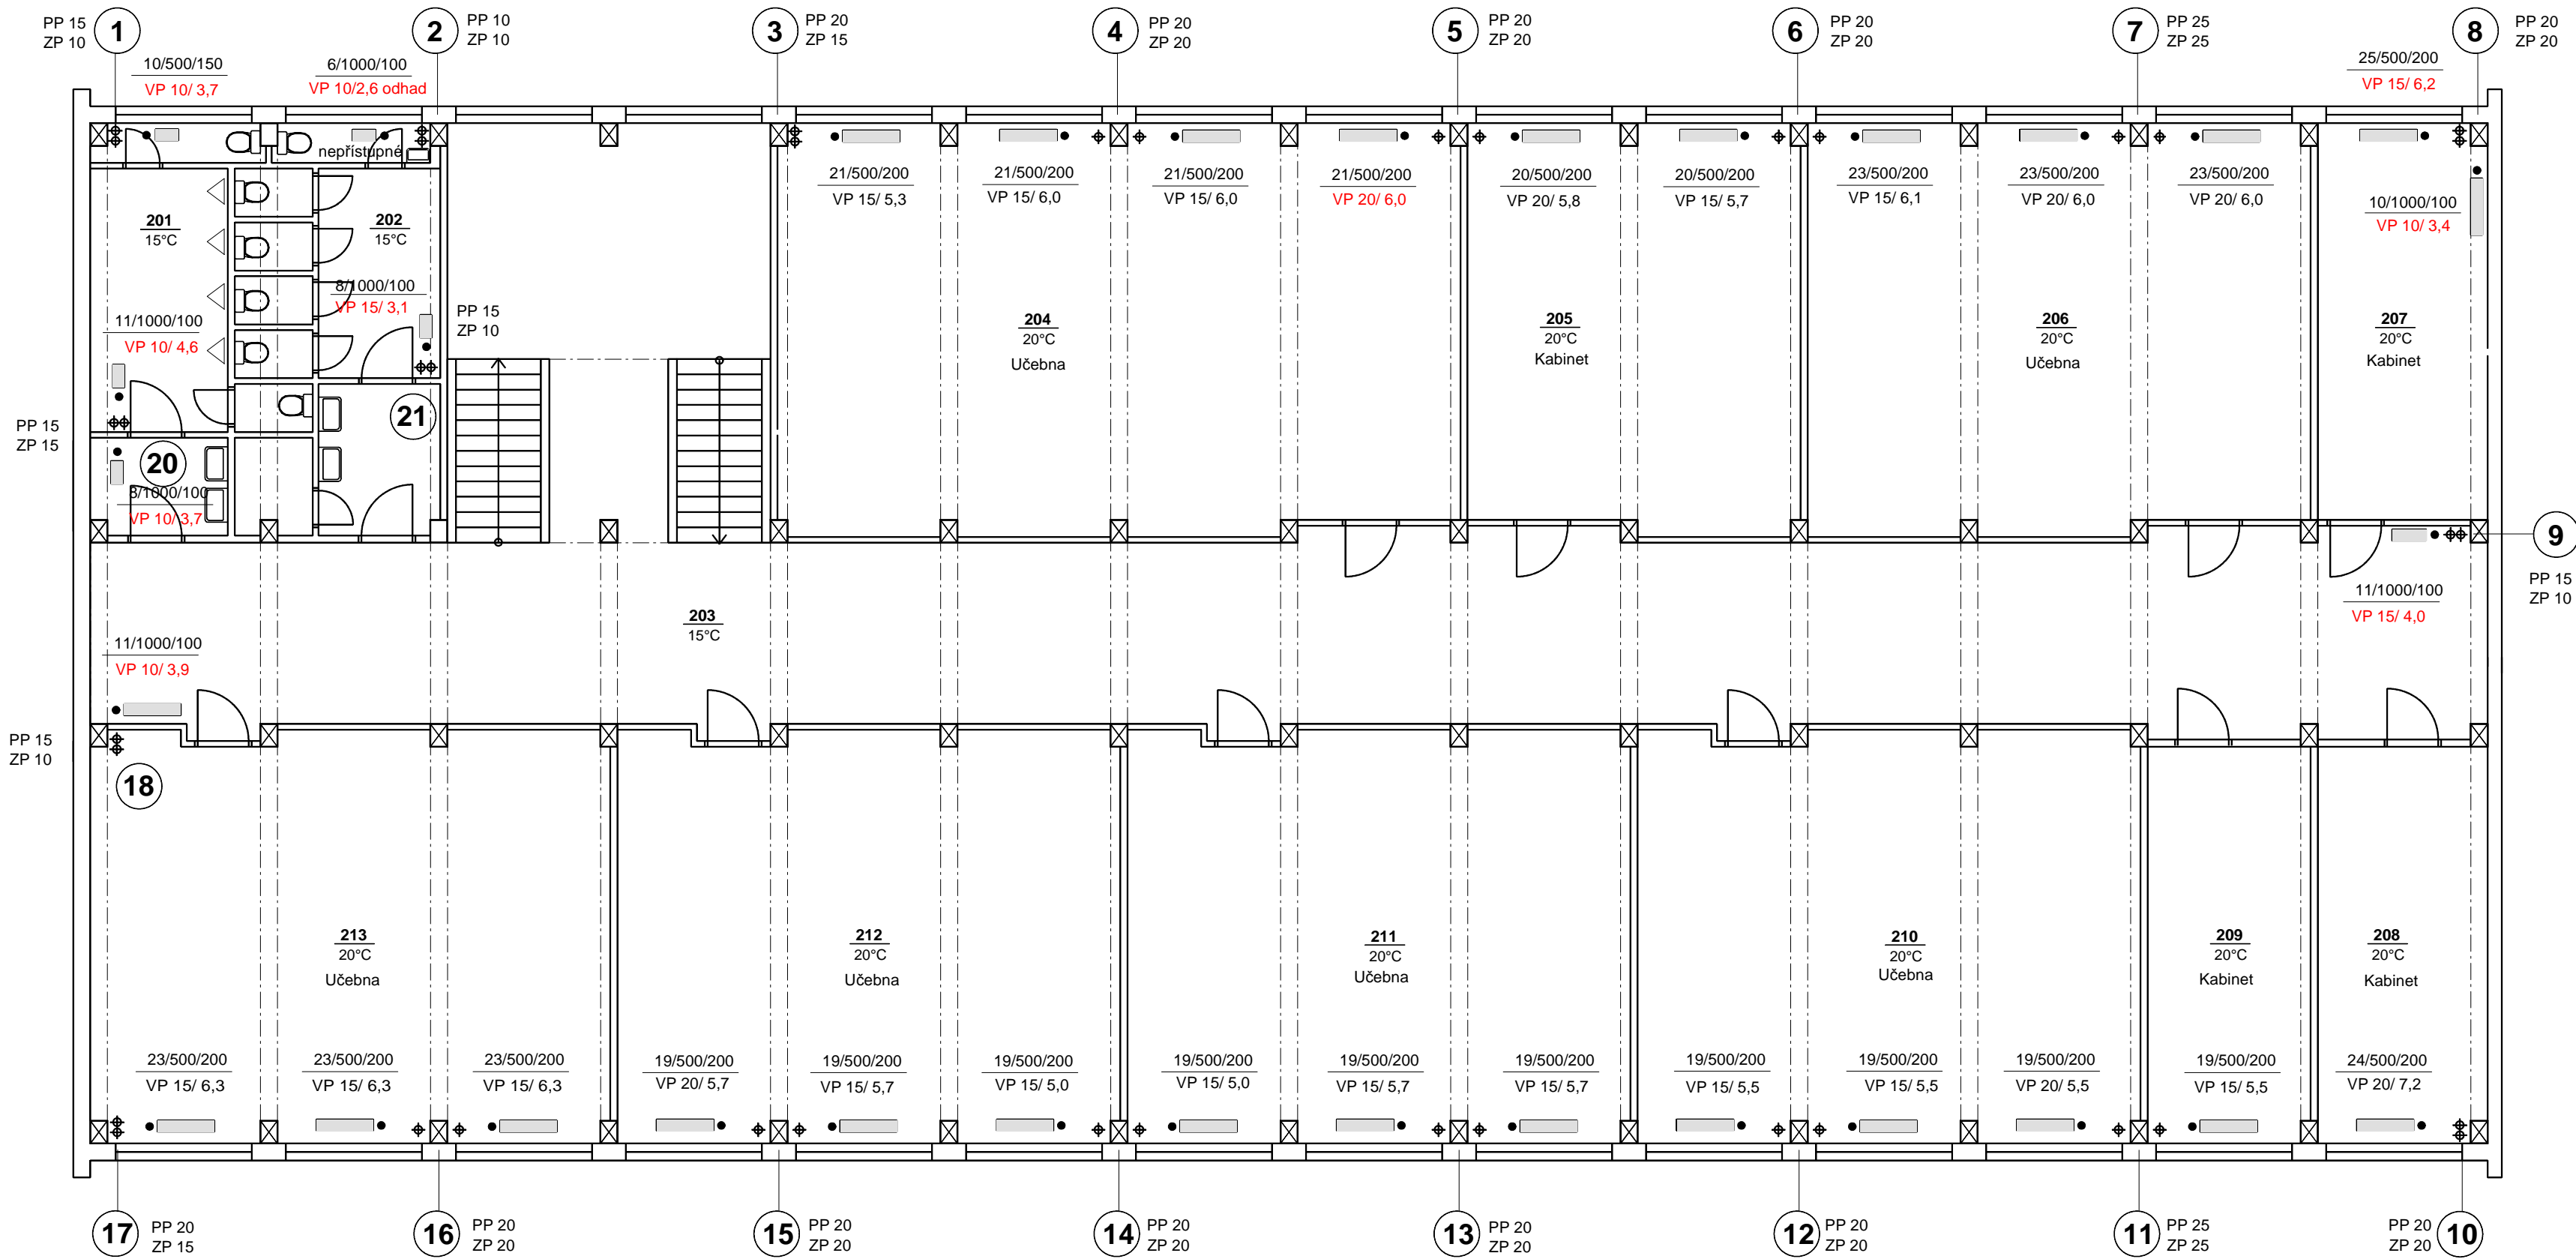 PP 15
ZP 10
1
2
PP 10
ZP 10
3
PP 20
ZP 15
4
PP 20
ZP 20
5
PP 20
ZP 20
6
PP 20
ZP 20
7
PP 25
ZP 25
8
PP 20
ZP 20
10/500/150
VP 10/ 3,7
6/1000/100
VP 10/2,6 odhad
25/500/200
VP 15/ 6,2
nepřístupné
21/500/200
VP 15/ 5,3
21/500/200
VP 15/ 6,0
21/500/200
VP 15/ 6,0
21/500/200
VP 20/ 6,0
20/500/200
VP 20/ 5,8
20/500/200
VP 15/ 5,7
23/500/200
VP 15/ 6,1
23/500/200
VP 20/ 6,0
23/500/200
VP 20/ 6,0
10/1000/100
VP 10/ 3,4
201
15°C
202
15°C
8/1000/100
VP 15/ 3,1
11/1000/100
VP 10/ 4,6
PP 15
ZP 10
204
20°C
Učebna
205
20°C
Kabinet
206
20°C
Učebna
207
20°C
Kabinet
21
PP 15
ZP 15
20
8/1000/100
VP 10/ 3,7
9
PP 15
ZP 10
203
15°C
11/1000/100
VP 15/ 4,0
11/1000/100
VP 10/ 3,9
PP 15
ZP 10
18
213
20°C
Učebna
212
20°C
Učebna
211
20°C
Učebna
210
20°C
Učebna
209
20°C
Kabinet
208
20°C
Kabinet
23/500/200
VP 15/ 6,3
23/500/200
VP 15/ 6,3
23/500/200
VP 15/ 6,3
19/500/200
VP 20/ 5,7
19/500/200
VP 15/ 5,7
19/500/200
VP 15/ 5,0
19/500/200
VP 15/ 5,0
19/500/200
VP 15/ 5,7
19/500/200
VP 15/ 5,7
19/500/200
VP 15/ 5,5
19/500/200
VP 15/ 5,5
19/500/200
VP 20/ 5,5
19/500/200
VP 15/ 5,5
24/500/200
VP 20/ 7,2
17
PP 20
ZP 15
16
PP 20
ZP 20
15
PP 20
ZP 20
14
PP 20
ZP 20
13
PP 20
ZP 20
12
PP 20
ZP 20
11
PP 25
ZP 25
PP 20
ZP 20
10